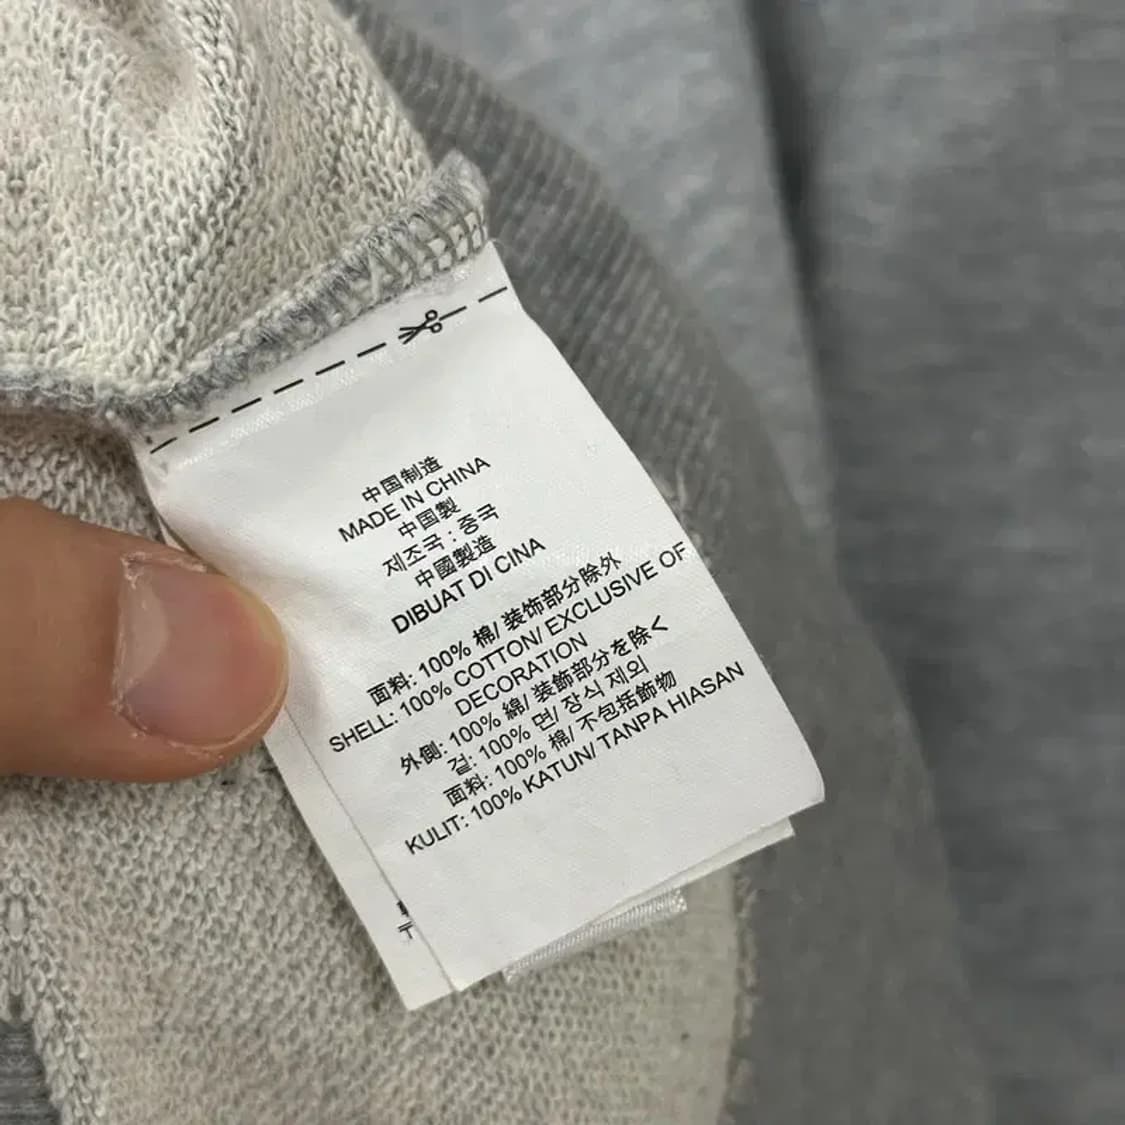 中国制造
MADE IN CHINA
中国製
제조국 : 중국
中國製造
DIBUAT DI CINA
面料: 100% 棉/ 装饰部分除外
SHELL: 100% COTTON/ EXCLUSIVE OF
DECORATION
外側: 100% 綿/ 装飾部分を除く
겉: 100% 면/ 장식 제외
面料: 100% 棉/ 不包括飾物
KULIT: 100% KATUN/ TANPA HIASAN